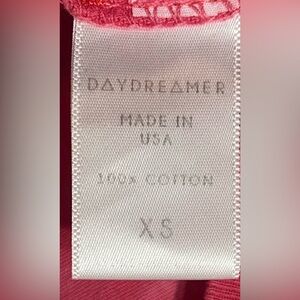 DAYDREAMER
MADE IN
USA
100% COTTON
XS